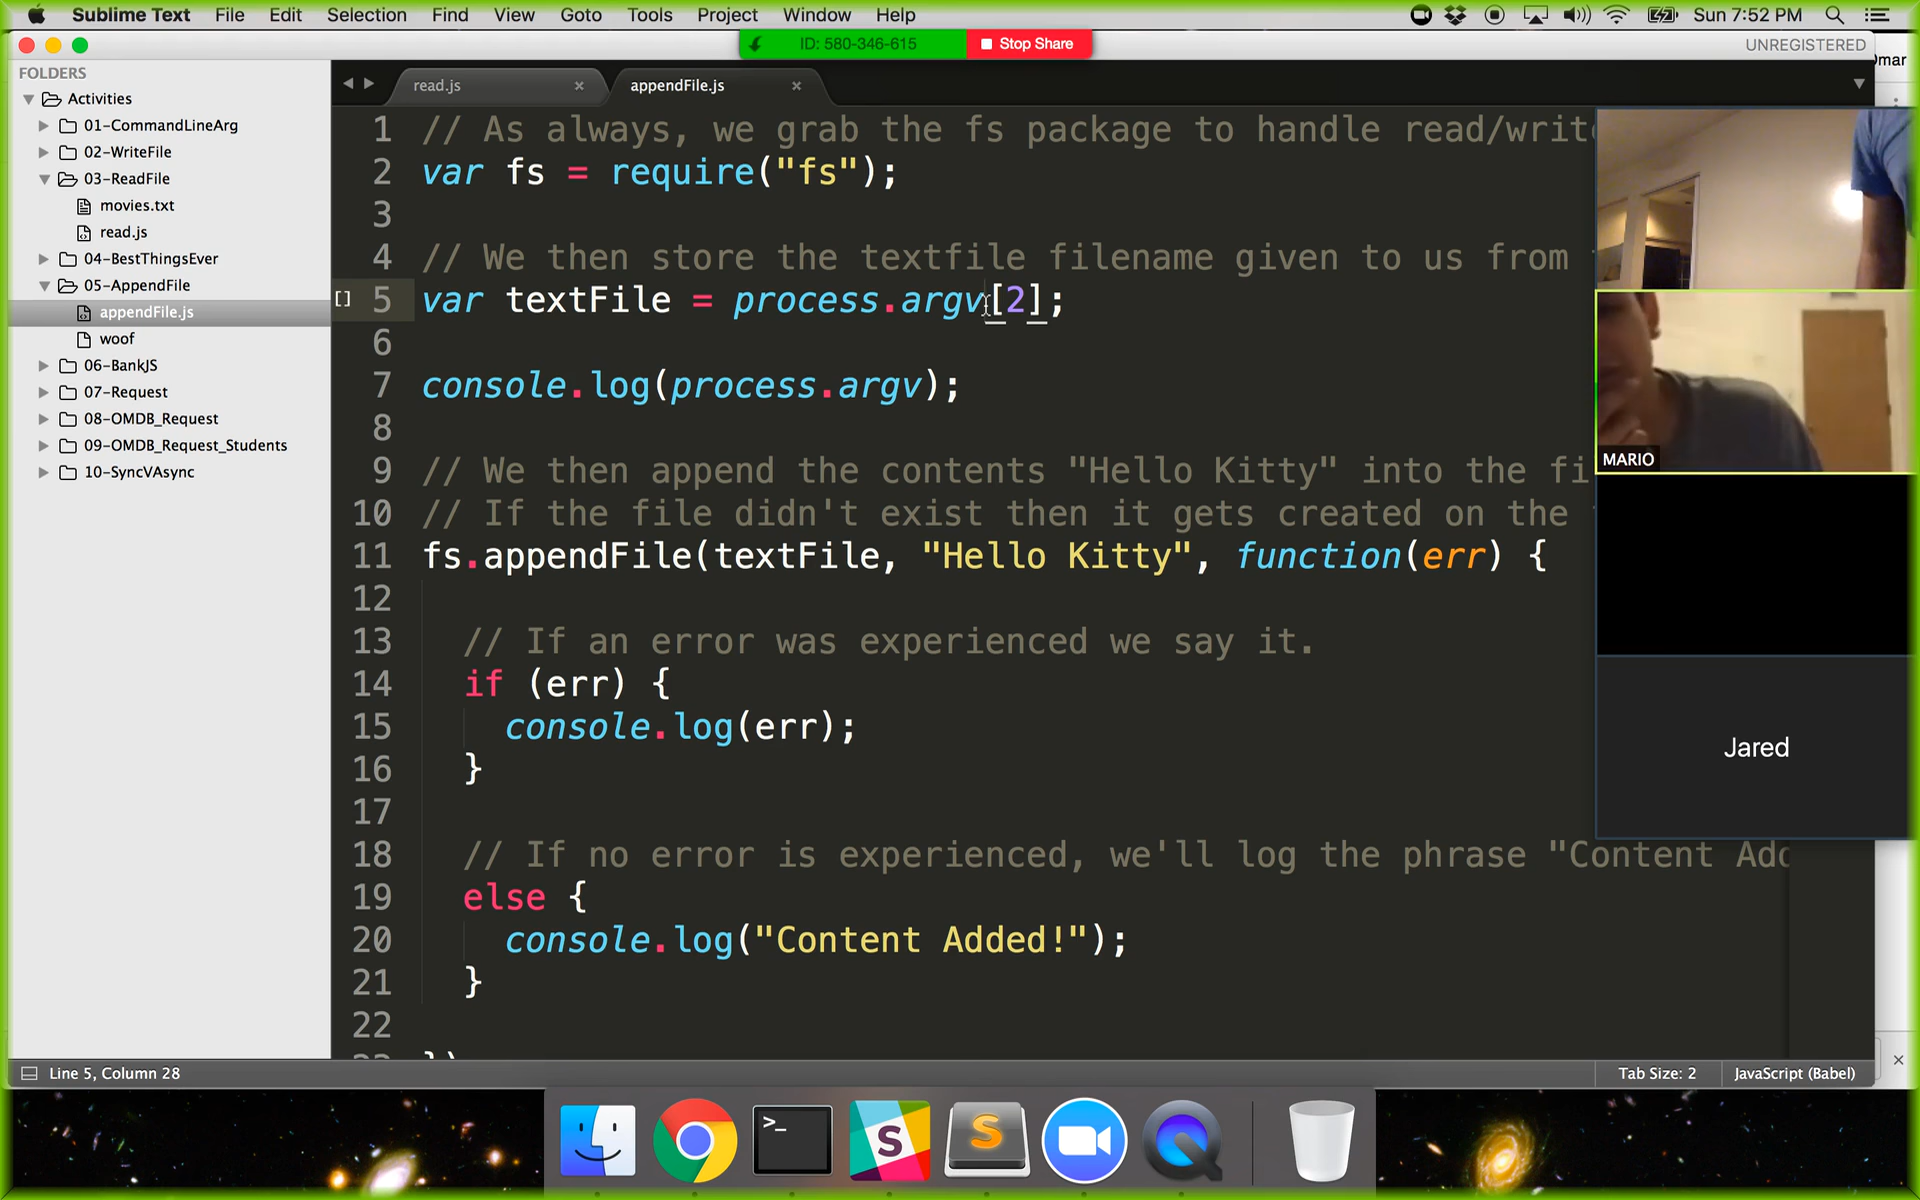 Sublime Text File Edit Selection Find View Goto Tools Project Window Help Sun 7:52 PM
ID: 580-346-615 Stop Share
UNREGISTERED
mar
FOLDERS
Activities
01-CommandLineArg
02-WriteFile
03-ReadFile
movies.txt
read.js
04-BestThingsEver
05-AppendFile
appendFile.js
woof
06-BankJS
07-Request
08-OMDB_Request
09-OMDB_Request_Students
10-SyncVAsync
read.js × appendFile.js ×
1 // As always, we grab the fs package to handle read/writ
2 var fs = require("fs");
3
4 // We then store the textfile filename given to us from
[] 5 var textFile = process.argv[2];
6
7 console.log(process.argv);
8
9 // We then append the contents "Hello Kitty" into the fi
10 // If the file didn't exist then it gets created on the
11 fs.appendFile(textFile, "Hello Kitty", function(err) {
12
13 // If an error was experienced we say it.
14 if (err) {
15 console.log(err);
16 }
17
18 // If no error is experienced, we'll log the phrase "Content Add
19 else {
20 console.log("Content Added!");
21 }
22
MARIO
Jared
Line 5, Column 28 Tab Size: 2 JavaScript (Babel)
>_ S S